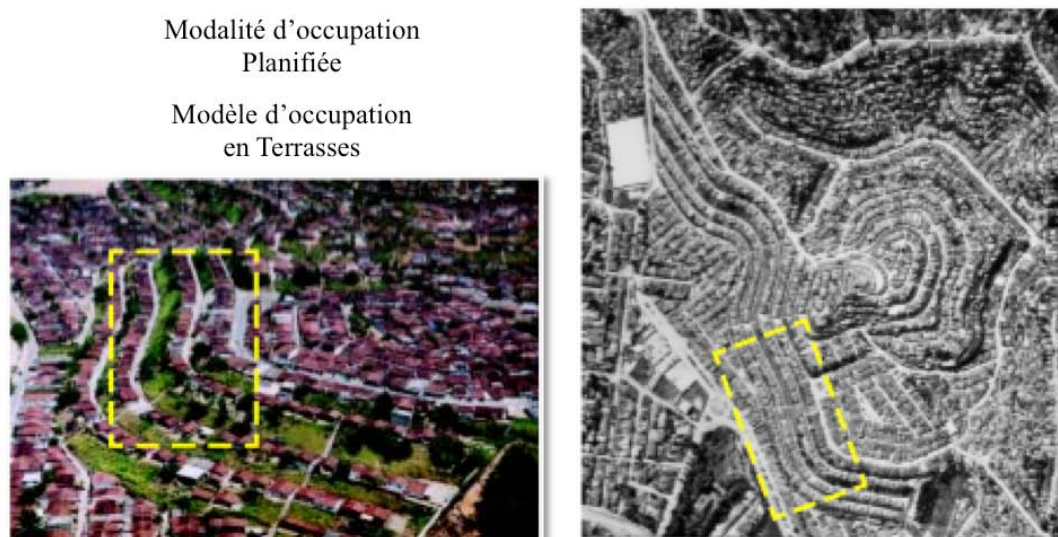 Modalité d’occupation
Planifiée
Modèle d’occupation
en Terrasses